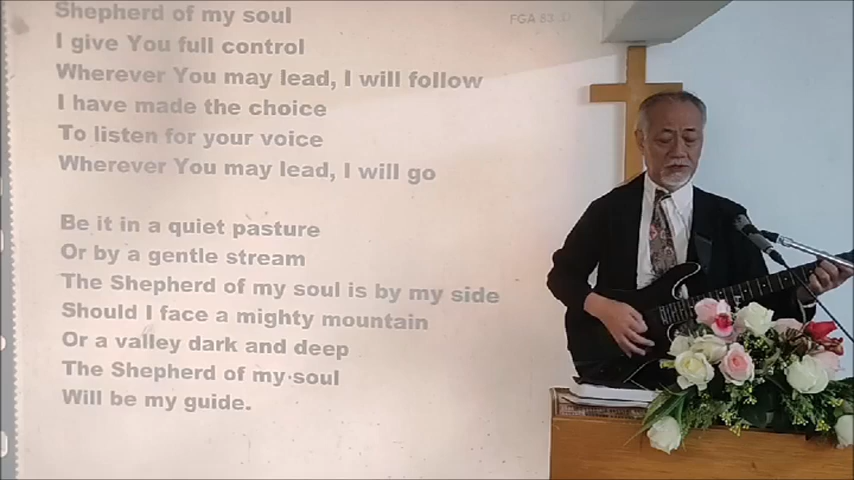 Shepherd of my soul
FGA 83
I give You full control
Wherever You may lead, I will follow
I have made the choice
To listen for your voice
Wherever You may lead, I will go
Be it in a quiet pasture
Or by a gentle stream
The Shepherd of my soul is by my side
Should I face a mighty mountain
Or a valley dark and deep
The Shepherd of my soul
Will be my guide.